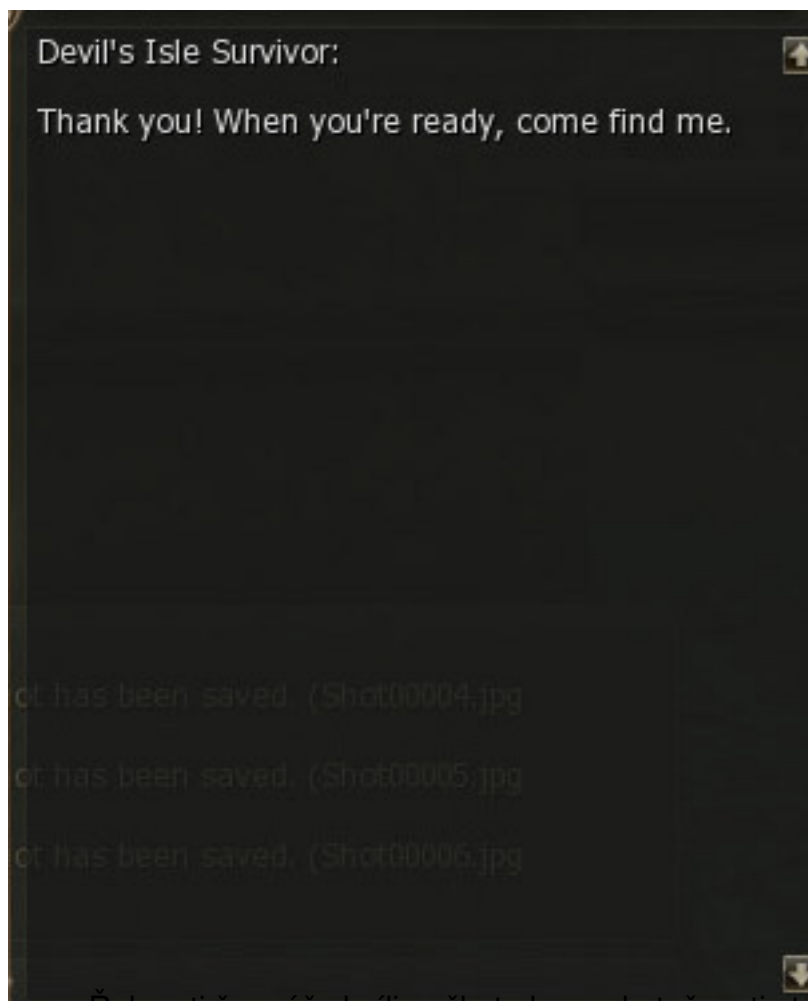 Devil's Isle Survivor:
Thank you! When you're ready, come find me.
ot has been saved. (Shot00004.jpg
ot has been saved. (Shot00005.jpg
ot has been saved. (Shot00006.jpg